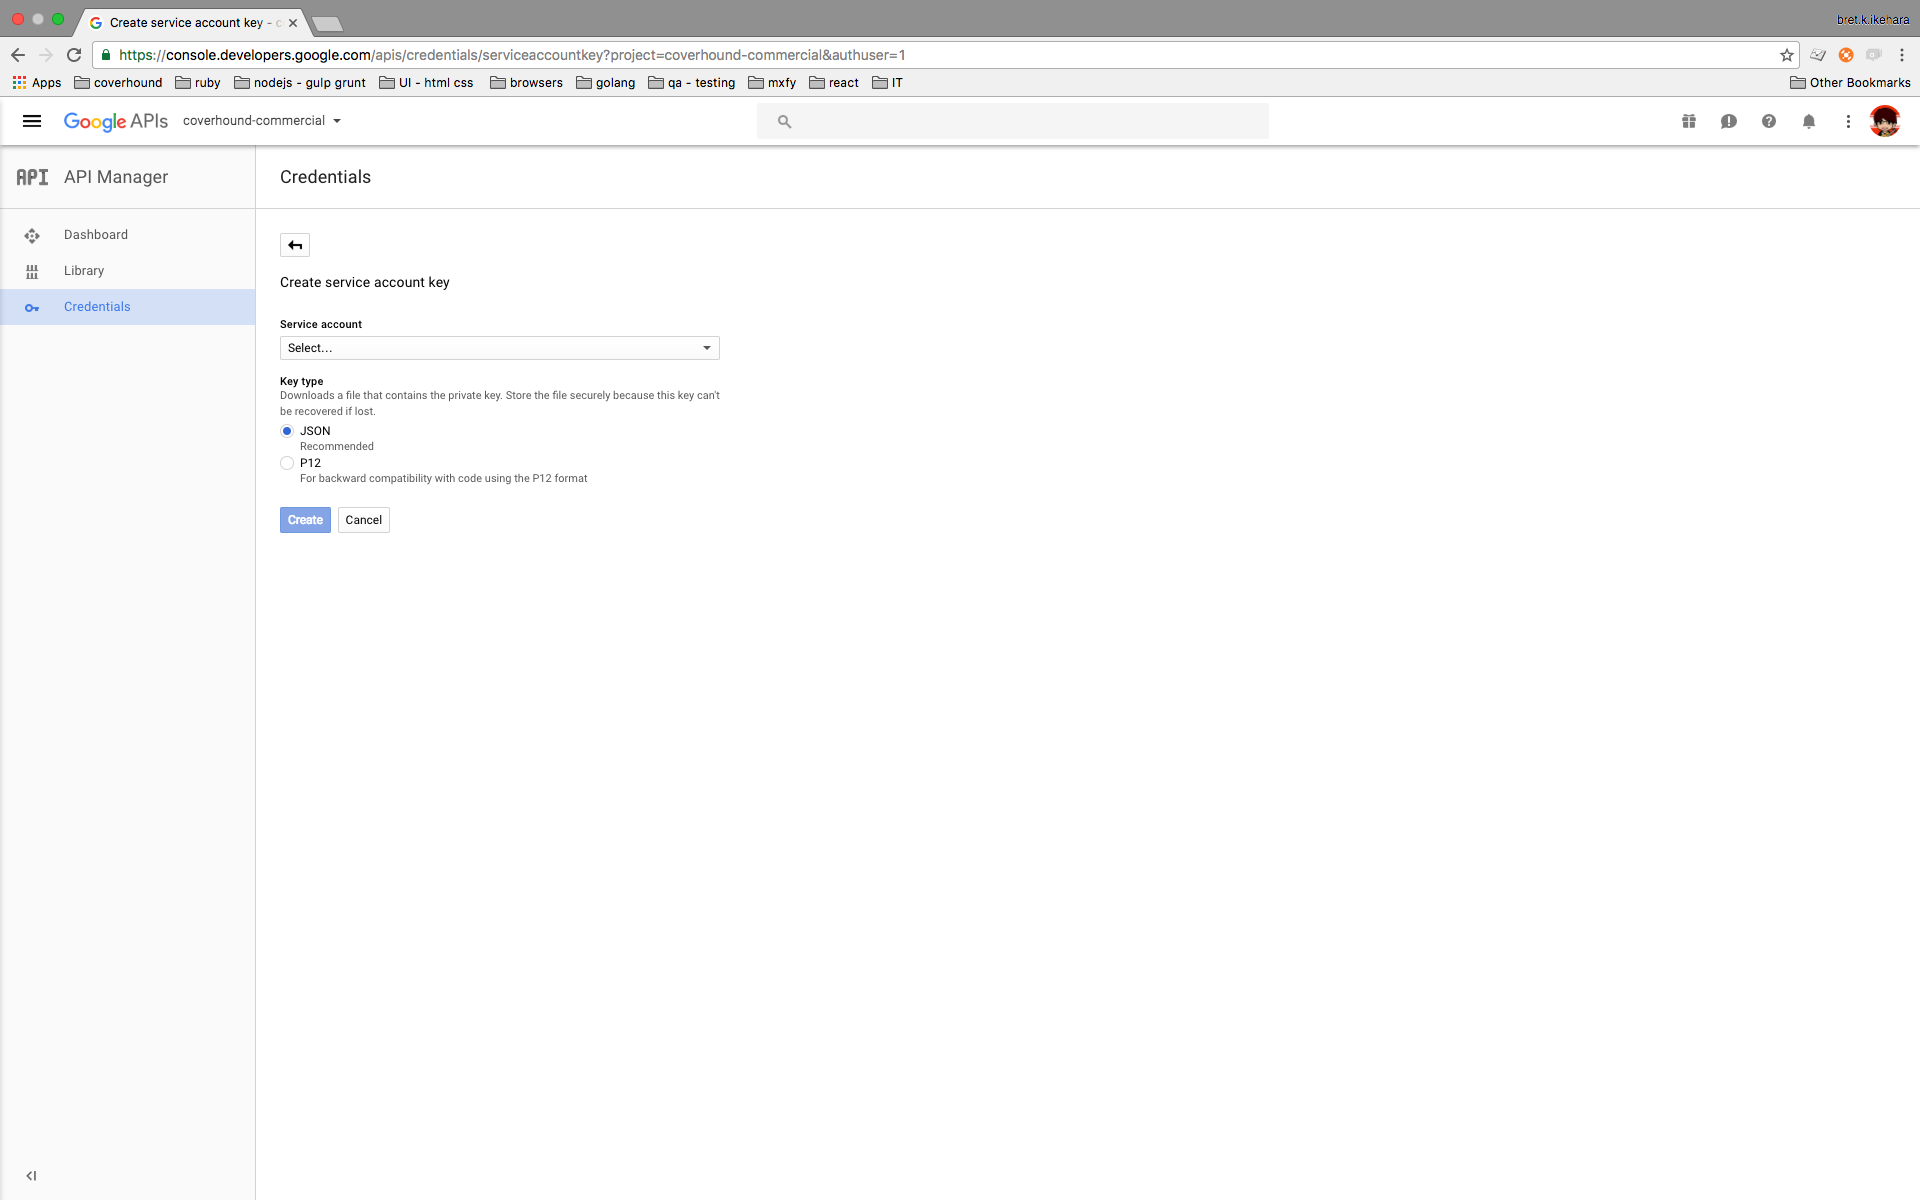 Create service account key - c
bret.k.ikehara
https://console.developers.google.com/apis/credentials/serviceaccountkey?project=coverhound-commercial&authuser=1
Apps coverhound ruby nodejs - gulp grunt UI - html css browsers golang qa - testing mxfy react IT Other Bookmarks
Google APIs coverhound-commercial
API API Manager
Credentials
Dashboard
Library
Credentials
Create service account key
Service account
Select...
Key type
Downloads a file that contains the private key. Store the file securely because this key can't
be recovered if lost.
JSON
Recommended
P12
For backward compatibility with code using the P12 format
Create Cancel